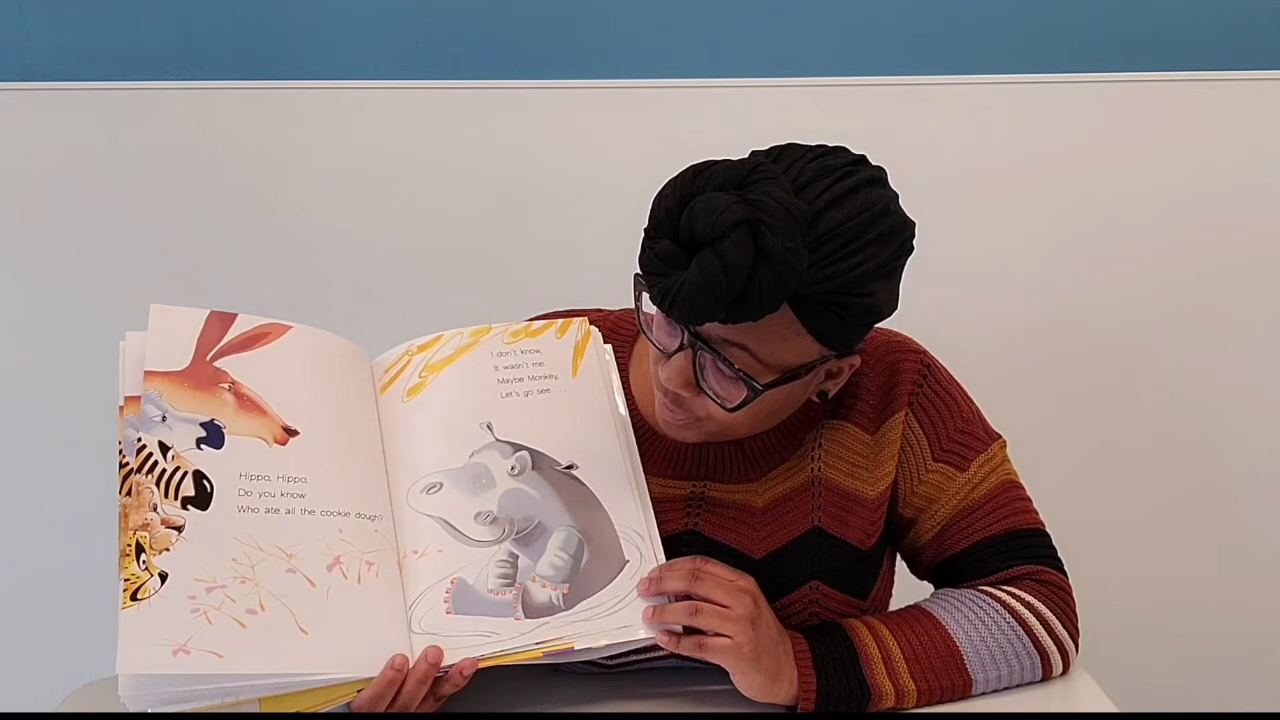 Hippo, Hippo,
Do you know
Who ate all the cookie dough?
I don't know,
It wasn't me.
Maybe Monkey,
Let's go see. . . .